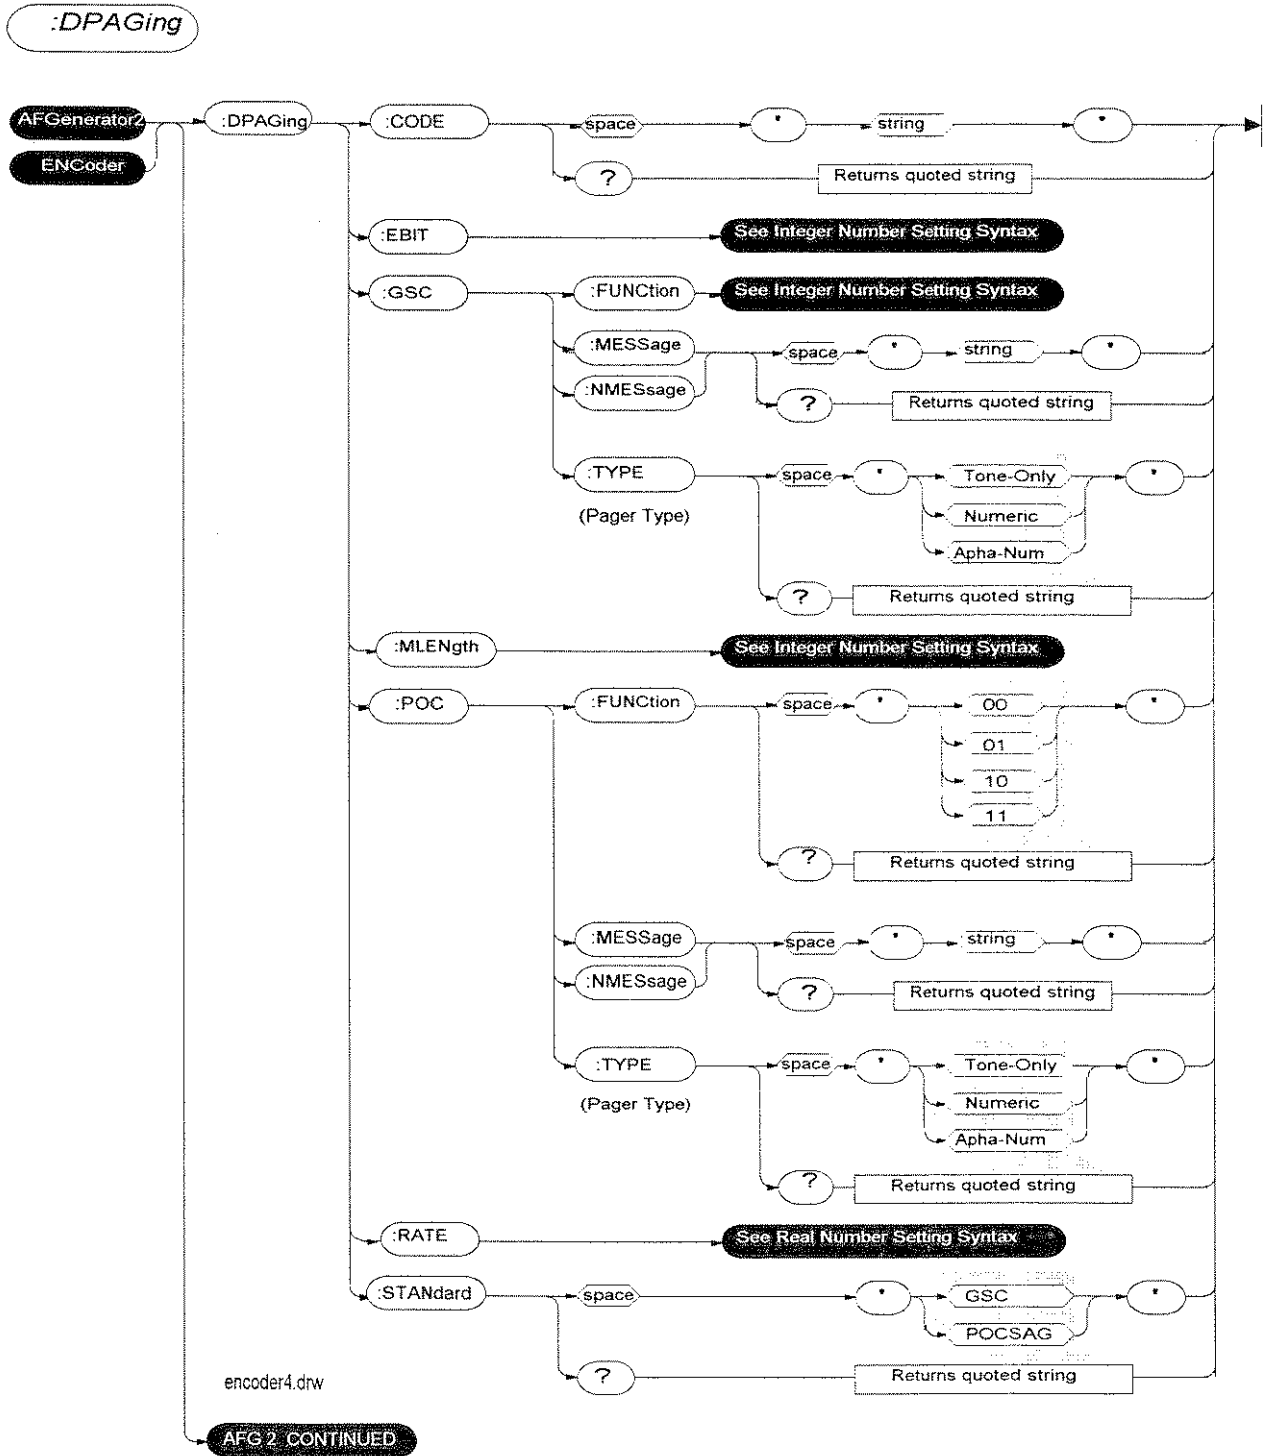 :DPAGing
AFGenerator2 :DPAGing :CODE space " string "
ENCoder
? Returns quoted string
:EBIT See Integer Number Setting Syntax
:GSC :FUNCtion See Integer Number Setting Syntax
:MESSage space " string "
:NMESsage ? Returns quoted string
:TYPE space " Tone-Only "
(Pager Type) Numeric
Apha-Num
? Returns quoted string
:MLENgth See Integer Number Setting Syntax
:POC :FUNCtion space " 00 "
01
10
11
? Returns quoted string
:MESSage space " string "
:NMESsage ? Returns quoted string
:TYPE space " Tone-Only "
(Pager Type) Numeric
Apha-Num
? Returns quoted string
:RATE See Real Number Setting Syntax
:STANdard space " GSC "
POCSAG
? Returns quoted string
encoder4.drw
AFG 2 CONTINUED